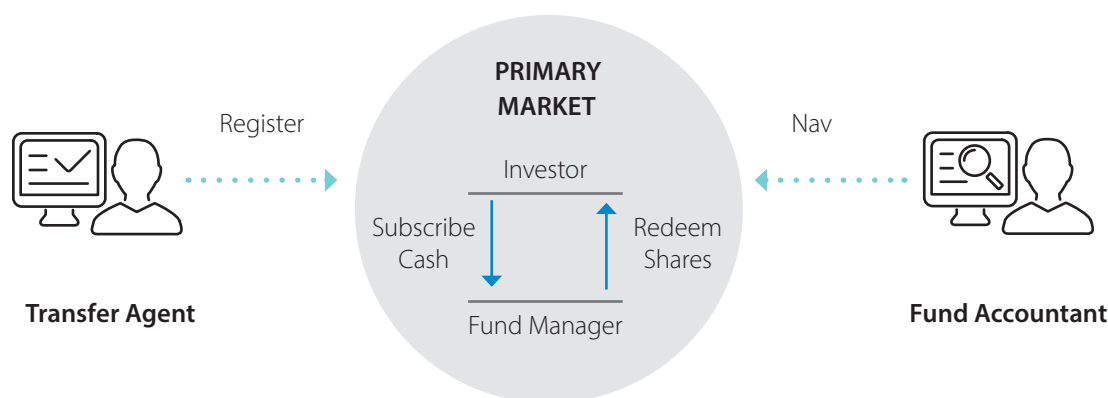 PRIMARY
MARKET
Register
Nav
Investor
Subscribe
Cash
Redeem
Shares
Transfer Agent
Fund Manager
Fund Accountant